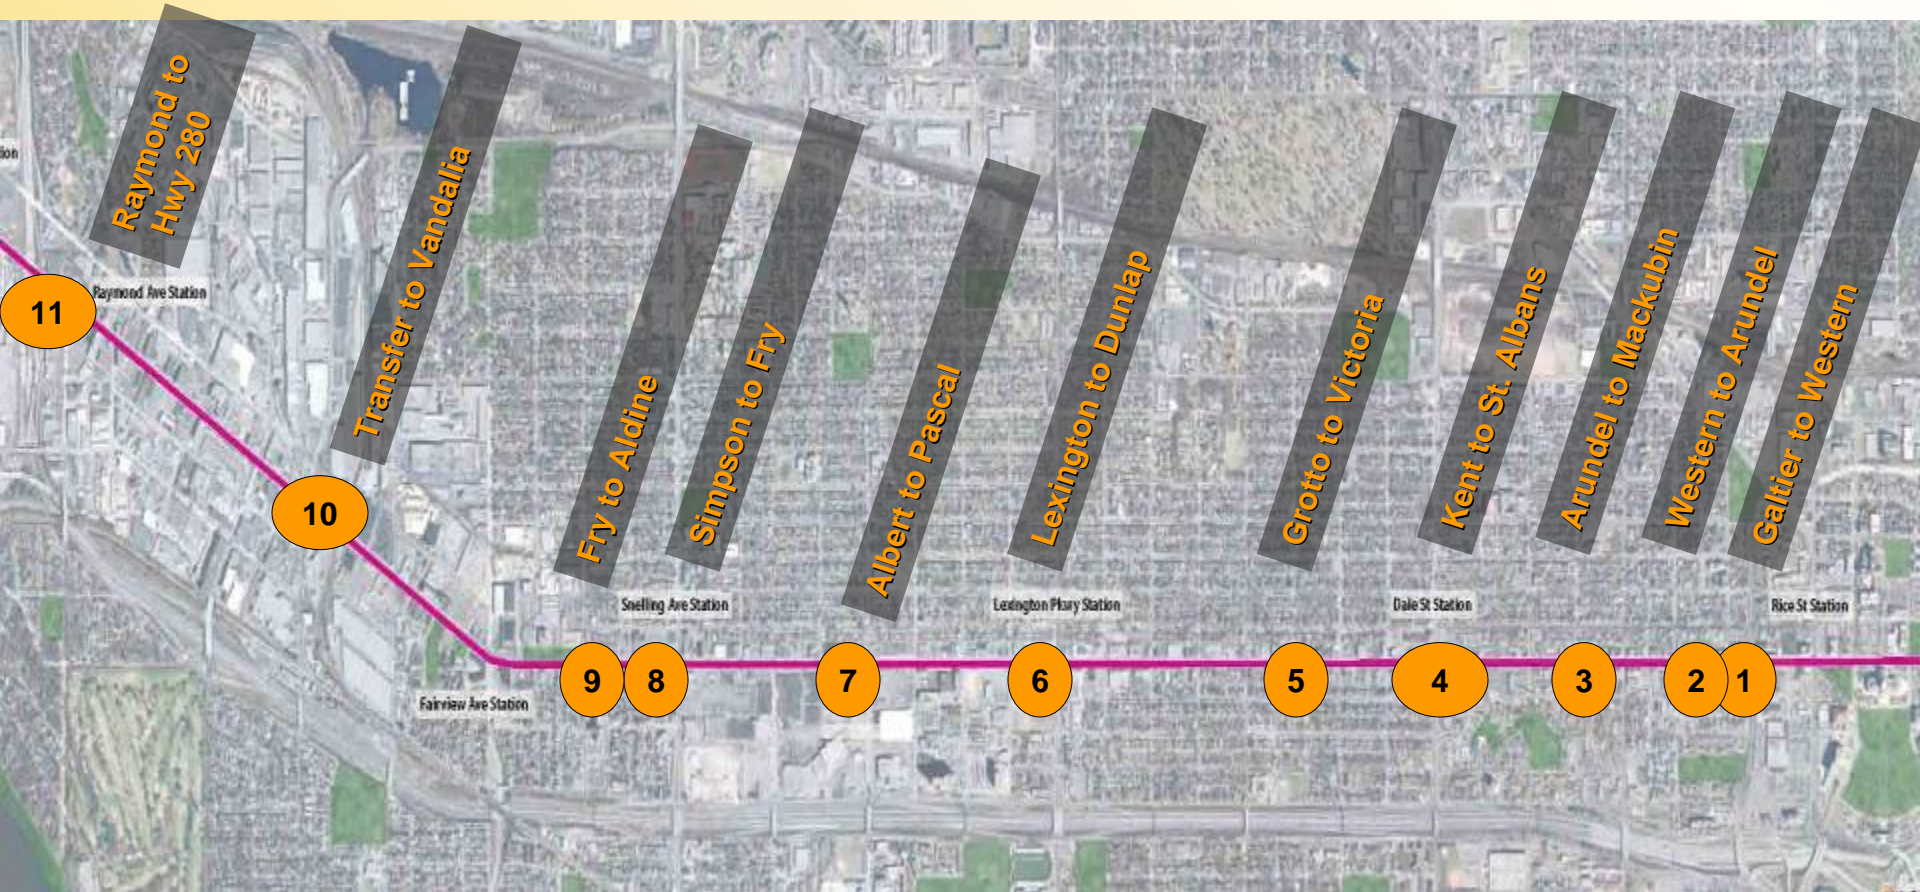 Raymond to
Hwy 280
Transfer to Vandalia
Fry to Aldine
Simpson to Fry
Albert to Pascal
Lexington to Dunlap
Grotto to Victoria
Kent to St. Albans
Arundel to Mackubin
Western to Arundel
Galtier to Western
ion
Raymond Ave Station
Snelling Ave Station
Lexington Pkwy Station
Dale St Station
Rice St Station
Fairview Ave Station
11
10
9
8
7
6
5
4
3
2
1